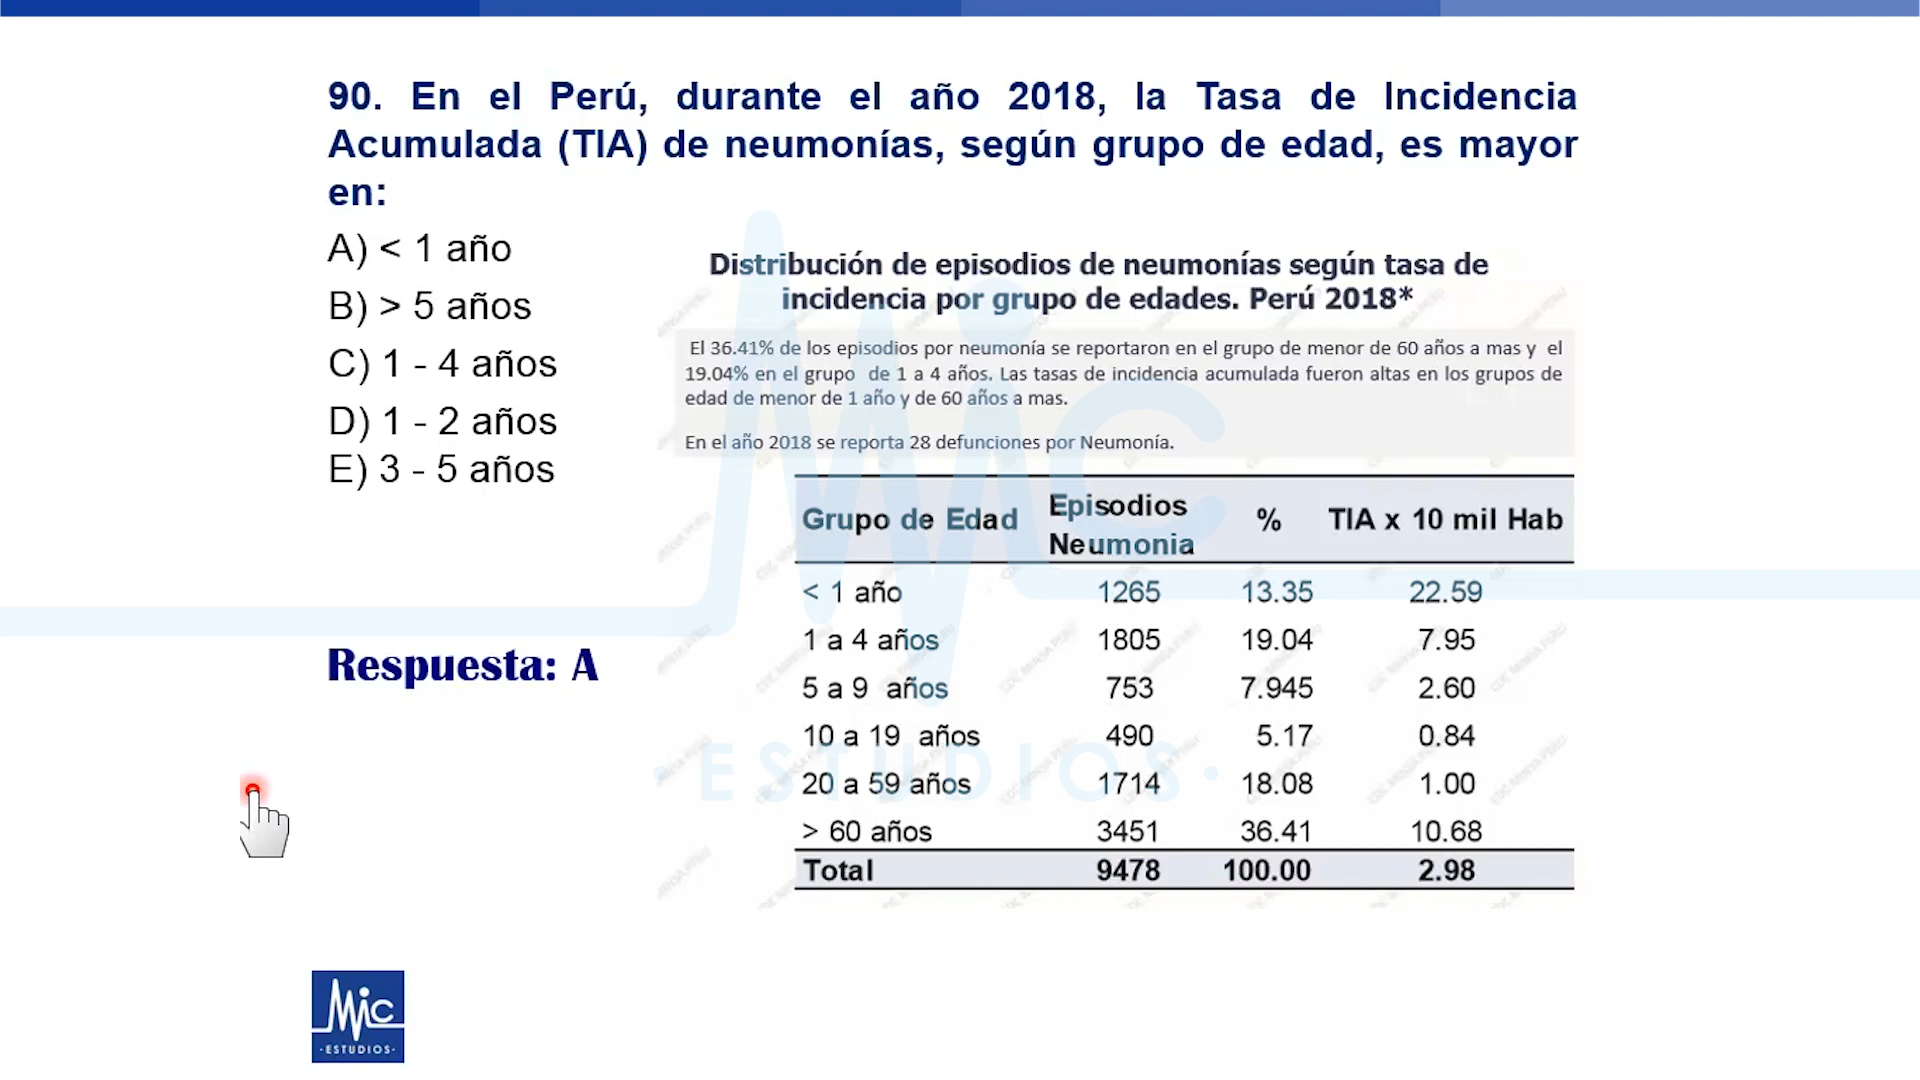 90. En el Perú, durante el año 2018, la Tasa de Incidencia
Acumulada (TIA) de neumonías, según grupo de edad, es mayor
en:
A) < 1 año
B) > 5 años
C) 1 - 4 años
D) 1 - 2 años
E) 3 - 5 años
Respuesta: A
Distribución de episodios de neumonías según tasa de
incidencia por grupo de edades. Perú 2018*
El 36.41% de los episodios por neumonía se reportaron en el grupo de menor de 60 años a mas y el
19.04% en el grupo de 1 a 4 años. Las tasas de incidencia acumulada fueron altas en los grupos de
edad de menor de 1 año y de 60 años a mas.
En el año 2018 se reporta 28 defunciones por Neumonía.
Grupo de Edad Episodios Neumonia % TIA x 10 mil Hab
< 1 año 1265 13.35 22.59
1 a 4 años 1805 19.04 7.95
5 a 9 años 753 7.945 2.60
10 a 19 años 490 5.17 0.84
20 a 59 años 1714 18.08 1.00
> 60 años 3451 36.41 10.68
Total 9478 100.00 2.98
Mic
·ESTUDIOS·
Mic
·ESTUDIOS·